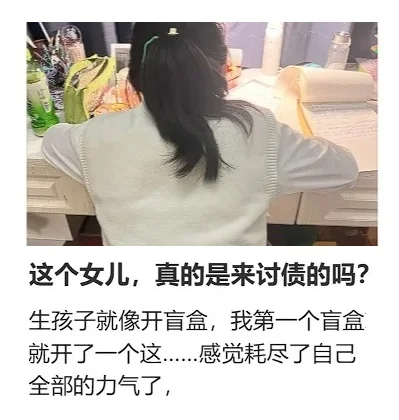 这个女儿，真的是来讨债的吗？
生孩子就像开盲盒，我第一个盲盒
就开了一个这……感觉耗尽了自己
全部的力气了，